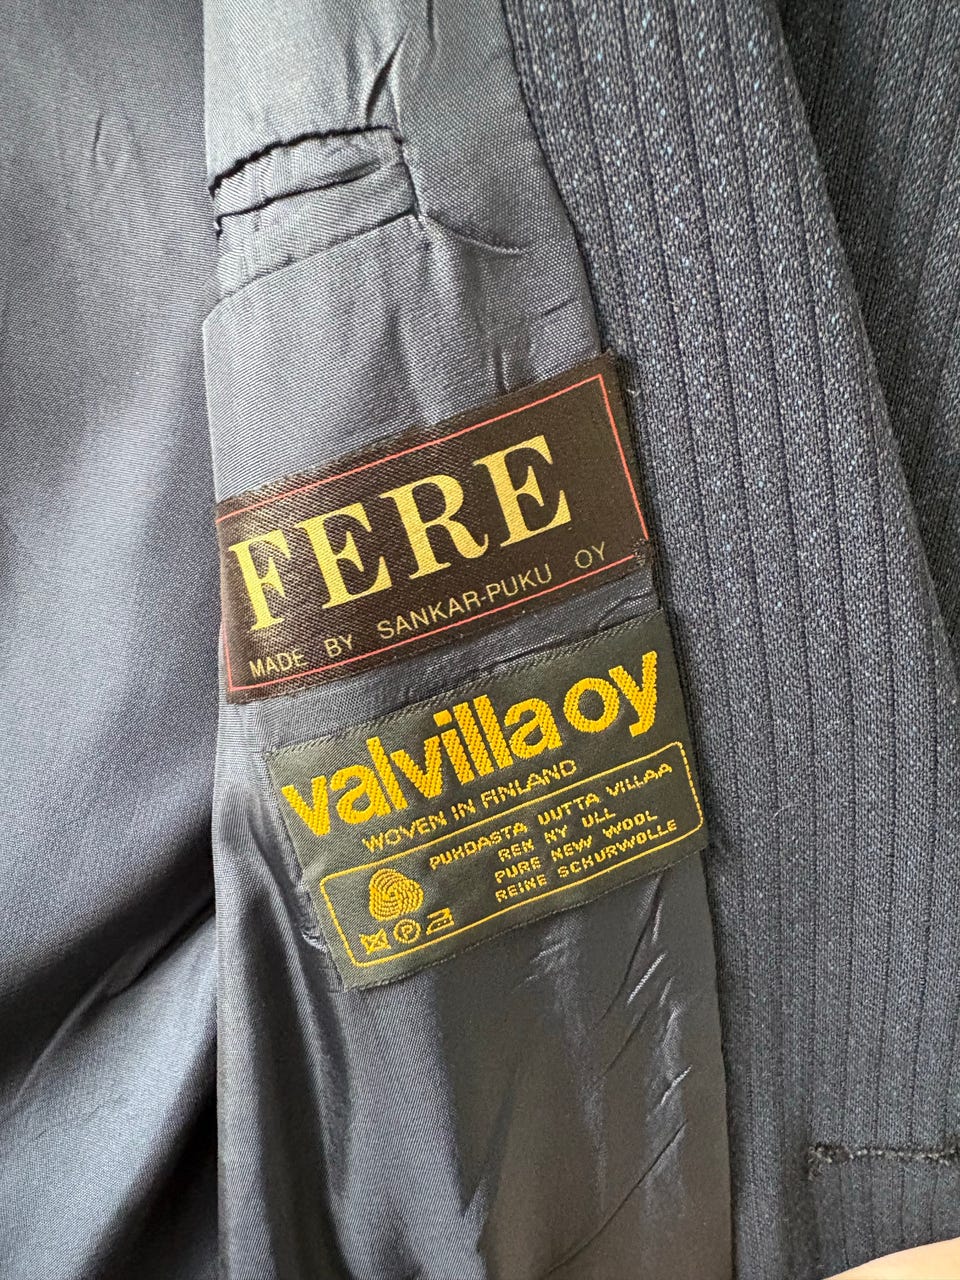 FERE
MADE BY SANKAR-PUKU OY
valvilla oy
WOVEN IN FINLAND
PUHDASTA UUTTA VILLAA
REN NY ULL
PURE NEW WOOL
REINE SCHURWOLLE
P